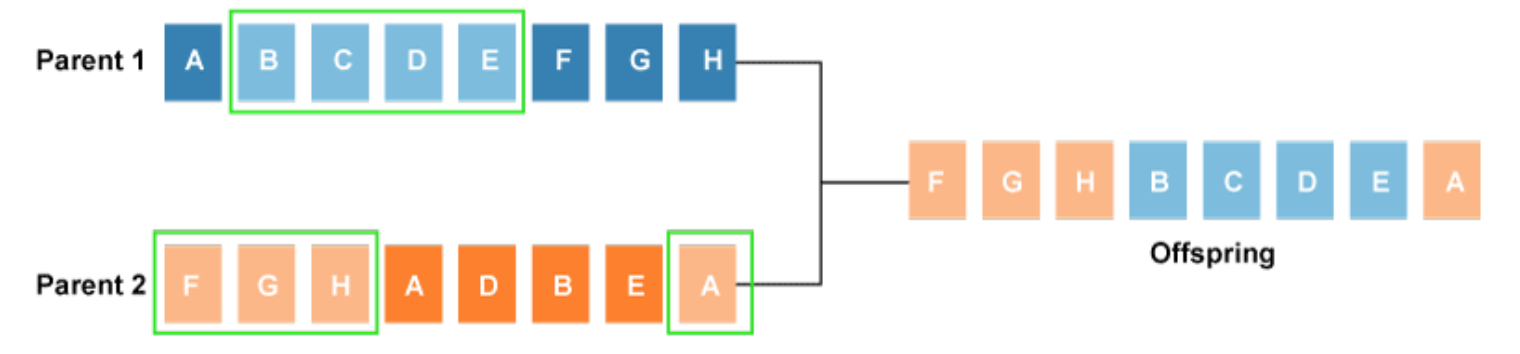 Parent 1 A B C D E F G H
F G H B C D E A
Offspring
Parent 2 F G H A D B E A